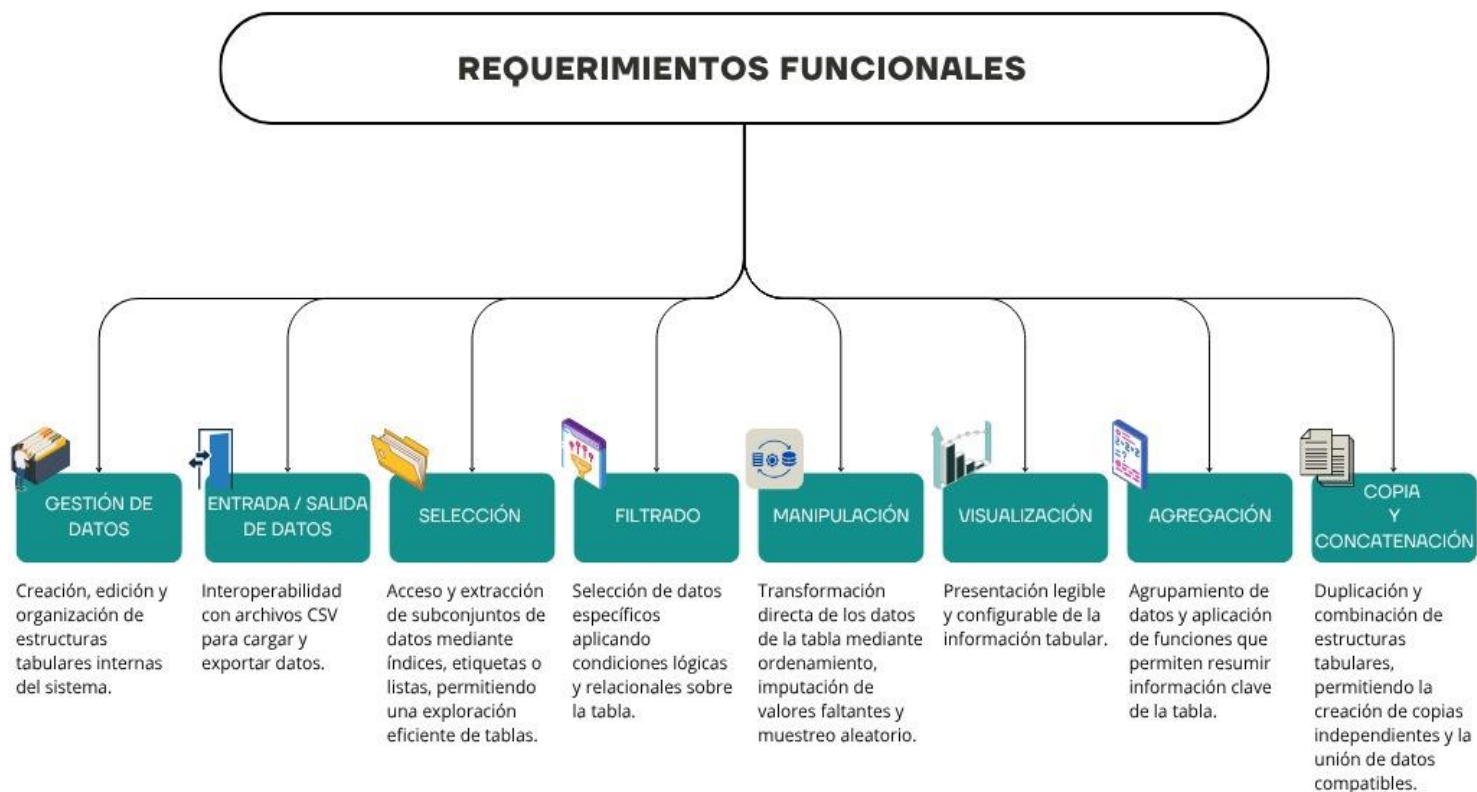 REQUERIMIENTOS FUNCIONALES
GESTIÓN DE
DATOS
Creación, edición y
organización de
estructuras
tabulares internas
del sistema.
ENTRADA / SALIDA
DE DATOS
Interoperabilidad
con archivos CSV
para cargar y
exportar datos.
SELECCIÓN
Acceso y extracción
de subconjuntos de
datos mediante
índices, etiquetas o
listas, permitiendo
una exploración
eficiente de tablas.
FILTRADO
Selección de datos
específicos
aplicando
condiciones lógicas
y relacionales sobre
la tabla.
MANIPULACIÓN
Transformación
directa de los datos
de la tabla mediante
ordenamiento,
imputación de
valores faltantes y
muestreo aleatorio.
VISUALIZACIÓN
Presentación legible
y configurable de la
información tabular.
AGREGACIÓN
Agrupamiento de
datos y aplicación
de funciones que
permiten resumir
información clave
de la tabla.
COPIA
Y
CONCATENACIÓN
Duplicación y
combinación de
estructuras
tabulares,
permitiendo la
creación de copias
independientes y la
unión de datos
compatibles.